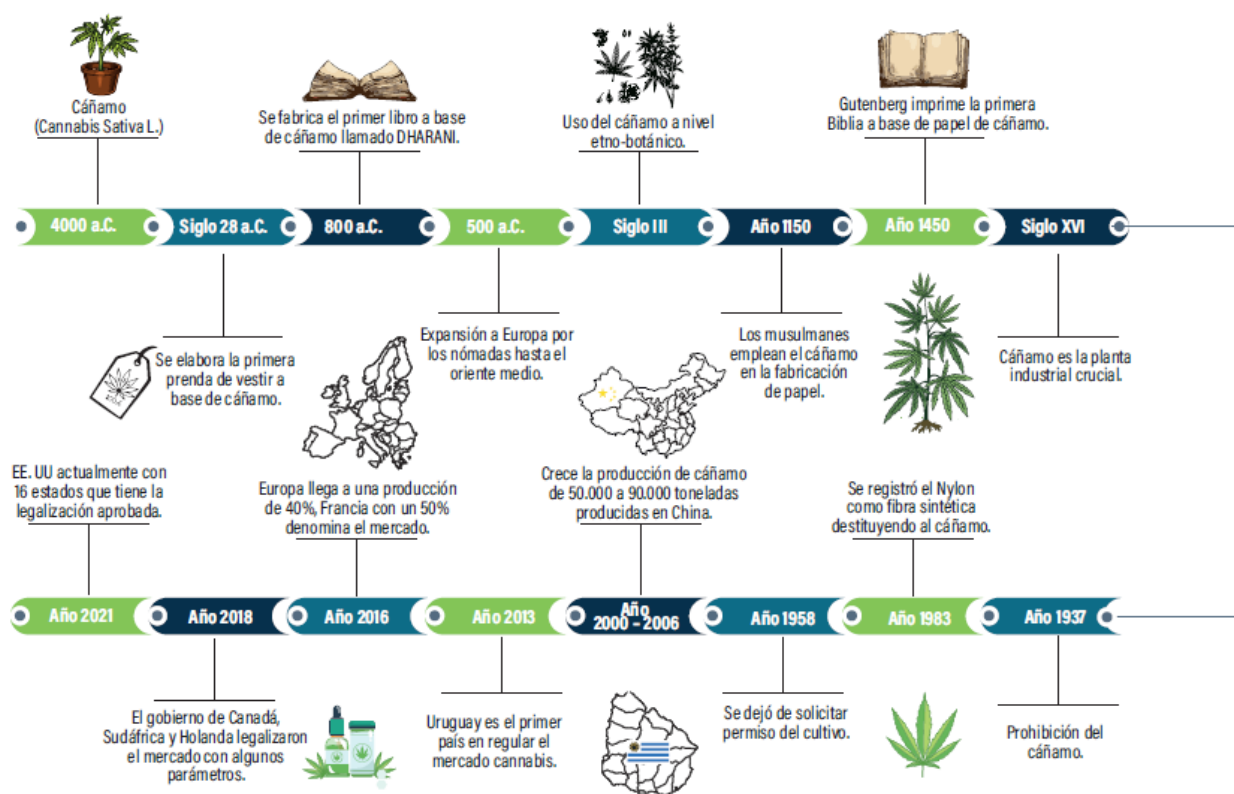 Cáñamo
(Cannabis Sativa L.)
Se fabrica el primer libro a base
de cáñamo llamado DHARANI.
Uso del cáñamo a nivel
etno-botánico.
Gutenberg imprime la primera
Biblia a base de papel de cáñamo.
4000 a.C.
Siglo 28 a.C.
800 a.C.
500 a.C.
Siglo III
Año 1150
Año 1450
Siglo XVI
Se elabora la primera
prenda de vestir a
base de cáñamo.
Expansión a Europa por
los nómadas hasta el
oriente medio.
Los musulmanes
emplean el cáñamo
en la fabricación
de papel.
Cáñamo es la planta
industrial crucial.
EE. UU actualmente con
16 estados que tiene la
legalización aprobada.
Europa llega a una producción
de 40%, Francia con un 50%
denomina el mercado.
Crece la producción de cáñamo
de 50.000 a 90.000 toneladas
producidas en China.
Se registró el Nylon
como fibra sintética
destituyendo al cáñamo.
Año 2021
Año 2018
Año 2016
Año 2013
Año
2000 - 2006
Año 1958
Año 1983
Año 1937
El gobierno de Canadá,
Sudáfrica y Holanda legalizaron
el mercado con algunos
parámetros.
Uruguay es el primer
país en regular el
mercado cannabis.
Se dejó de solicitar
permiso del cultivo.
Prohibición del
cáñamo.